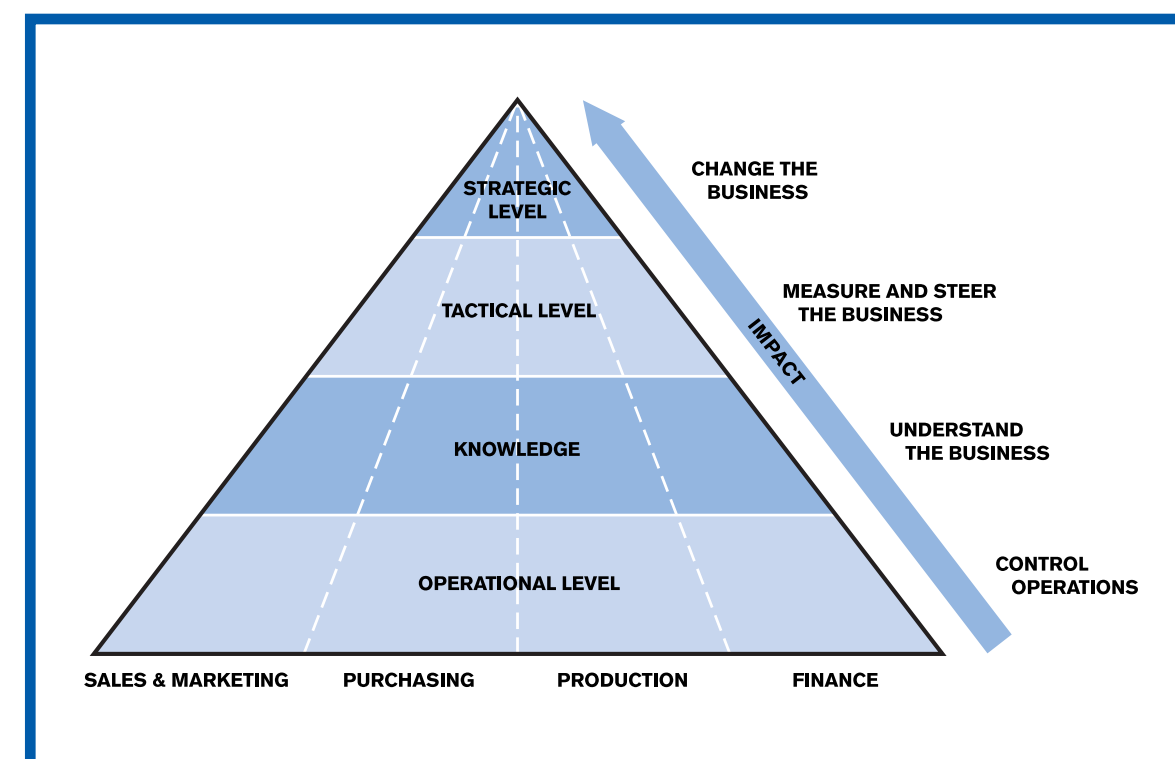 CHANGE THE
BUSINESS
STRATEGIC
LEVEL
MEASURE AND STEER
THE BUSINESS
TACTICAL LEVEL
IMPACT
UNDERSTAND
THE BUSINESS
KNOWLEDGE
CONTROL
OPERATIONS
OPERATIONAL LEVEL
SALES & MARKETING
PURCHASING
PRODUCTION
FINANCE